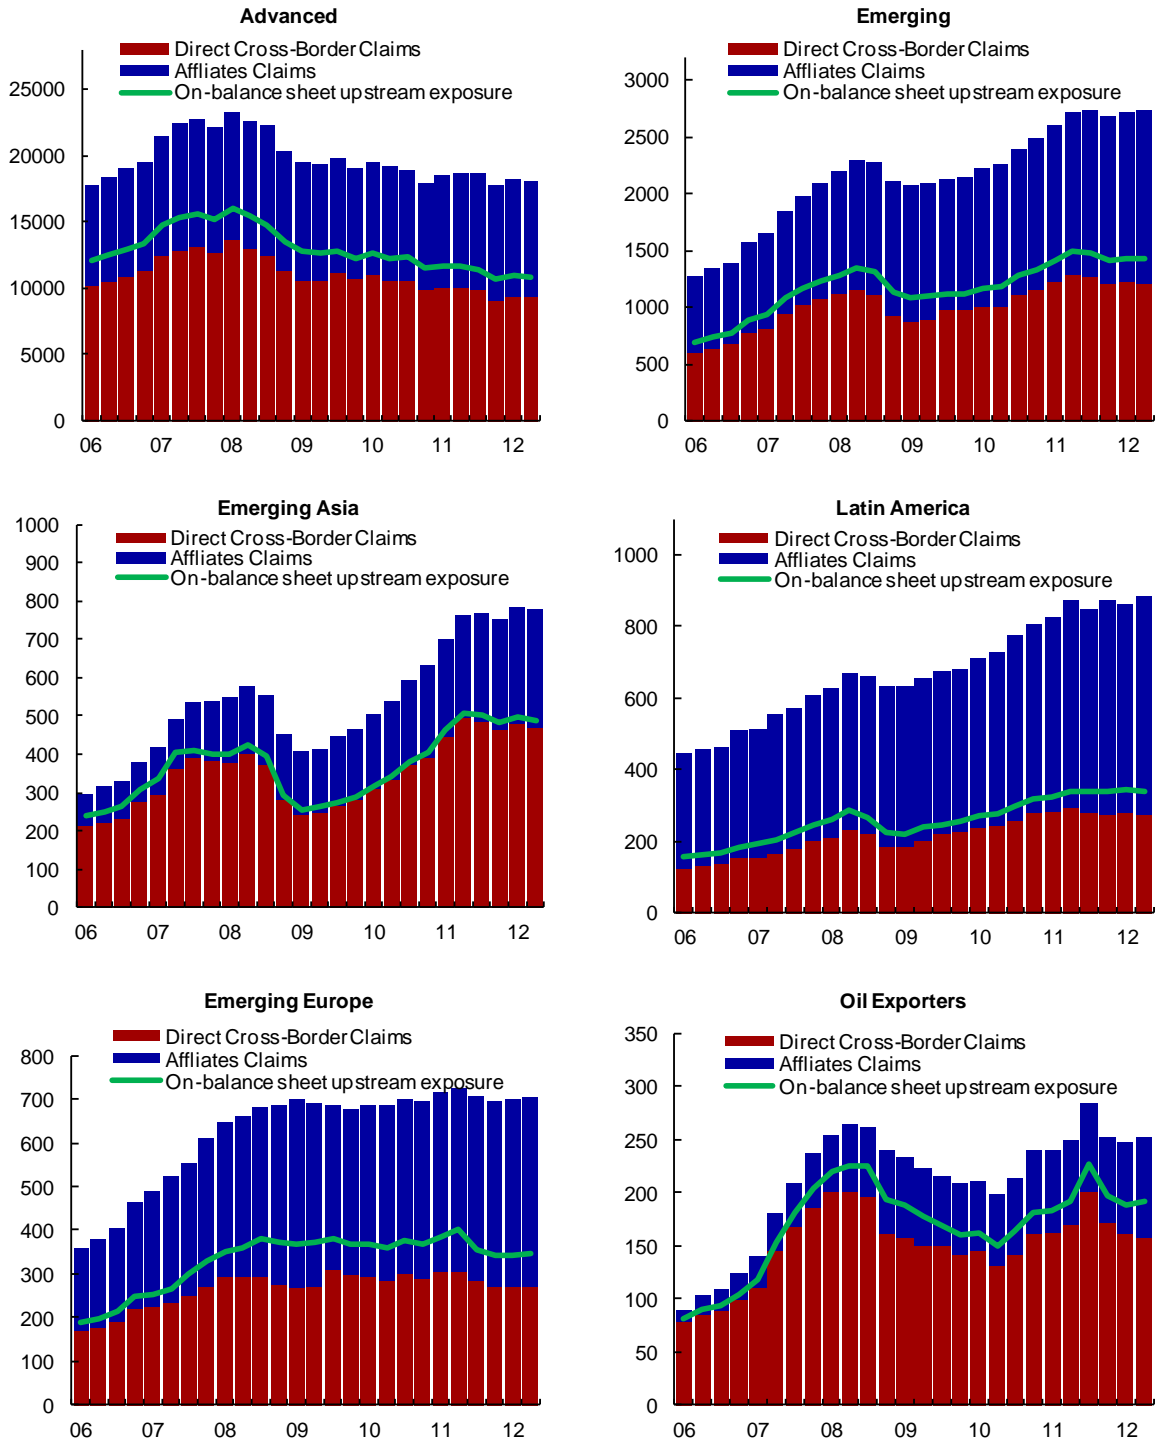 Advanced
Direct Cross-Border Claims
Affliates Claims
On-balance sheet upstream exposure
25000
20000
15000
10000
5000
0
06 07 08 09 10 11 12
Emerging
Direct Cross-Border Claims
Affliates Claims
On-balance sheet upstream exposure
3000
2500
2000
1500
1000
500
0
06 07 08 09 10 11 12
Emerging Asia
Direct Cross-Border Claims
Affliates Claims
On-balance sheet upstream exposure
1000
900
800
700
600
500
400
300
200
100
0
06 07 08 09 10 11 12
Latin America
Direct Cross-Border Claims
Affliates Claims
On-balance sheet upstream exposure
1000
800
600
400
200
0
06 07 08 09 10 11 12
Emerging Europe
Direct Cross-Border Claims
Affliates Claims
On-balance sheet upstream exposure
800
700
600
500
400
300
200
100
0
06 07 08 09 10 11 12
Oil Exporters
Direct Cross-Border Claims
Affliates Claims
On-balance sheet upstream exposure
350
300
250
200
150
100
50
0
06 07 08 09 10 11 12